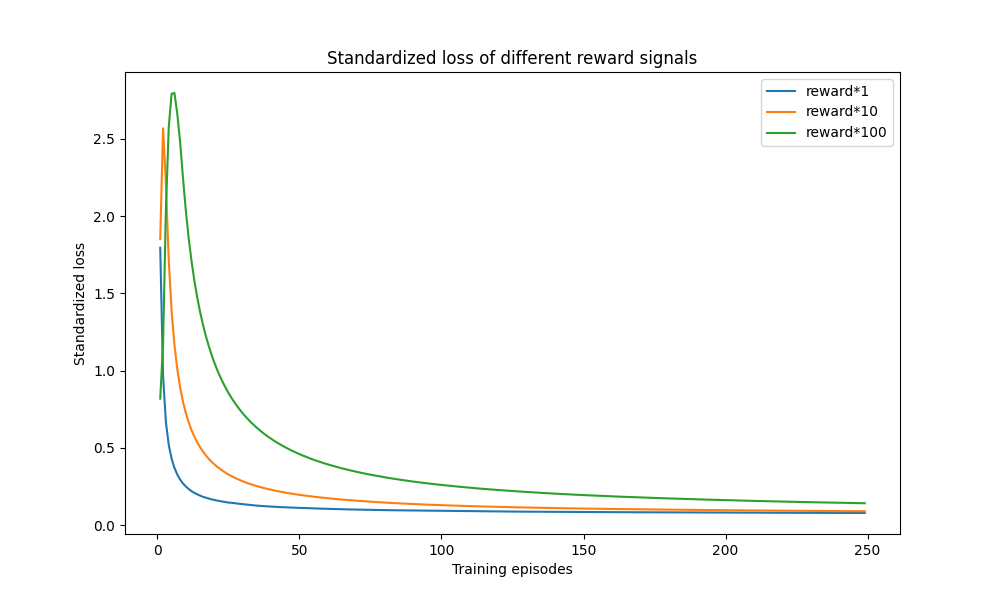 Standardized loss of different reward signals
reward*1
reward*10
reward*100
Standardized loss
2.5
2.0
1.5
1.0
0.5
0.0
0
50
100
150
200
250
Training episodes